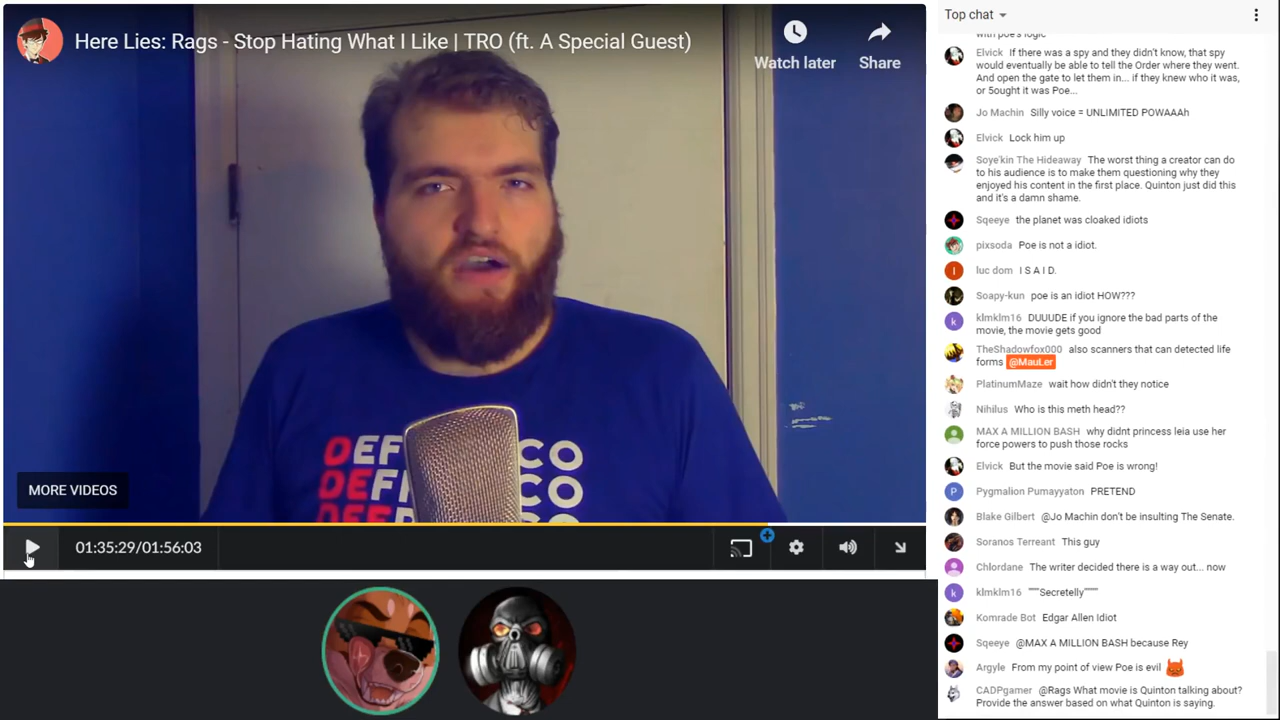 Here Lies: Rags - Stop Hating What I Like | TRO (ft. A Special Guest)
Watch later
Share
DEF CO
DEF CO
DEF
MORE VIDEOS
01:35:29/01:56:03
Top chat
with poe's logic
Elvick If there was a spy and they didn't know, that spy
would eventually be able to tell the Order where they went.
And open the gate to let them in... if they knew who it was,
or 5ought it was Poe...
Jo Machin Silly voice = UNLIMITED POWAAAh
Elvick Lock him up
Soye'kin The Hideaway The worst thing a creator can do
to his audience is to make them questioning why they
enjoyed his content in the first place. Quinton just did this
and it's a damn shame.
Sqeeye the planet was cloaked idiots
pixsoda Poe is not a idiot.
luc dom I S A I D.
Soapy-kun poe is an idiot HOW???
k klmklm16 DUUUDE if you ignore the bad parts of the
movie, the movie gets good
TheShadowfox000 also scanners that can detected life
forms @MauLer
PlatinumMaze wait how didn't they notice
Nihilus Who is this meth head??
MAX A MILLION BASH why didnt princess leia use her
force powers to push those rocks
Elvick But the movie said Poe is wrong!
P Pygmalion Pumayyaton PRETEND
Blake Gilbert @Jo Machin don't be insulting The Senate.
Soranos Terreant This guy
Chlordane The writer decided there is a way out... now
k klmklm16 """"Secretelly""""
Komrade Bot Edgar Allen Idiot
Sqeeye @MAX A MILLION BASH because Rey
Argyle From my point of view Poe is evil
CADPgamer @Rags What movie is Quinton talking about?
Provide the answer based on what Quinton is saying.